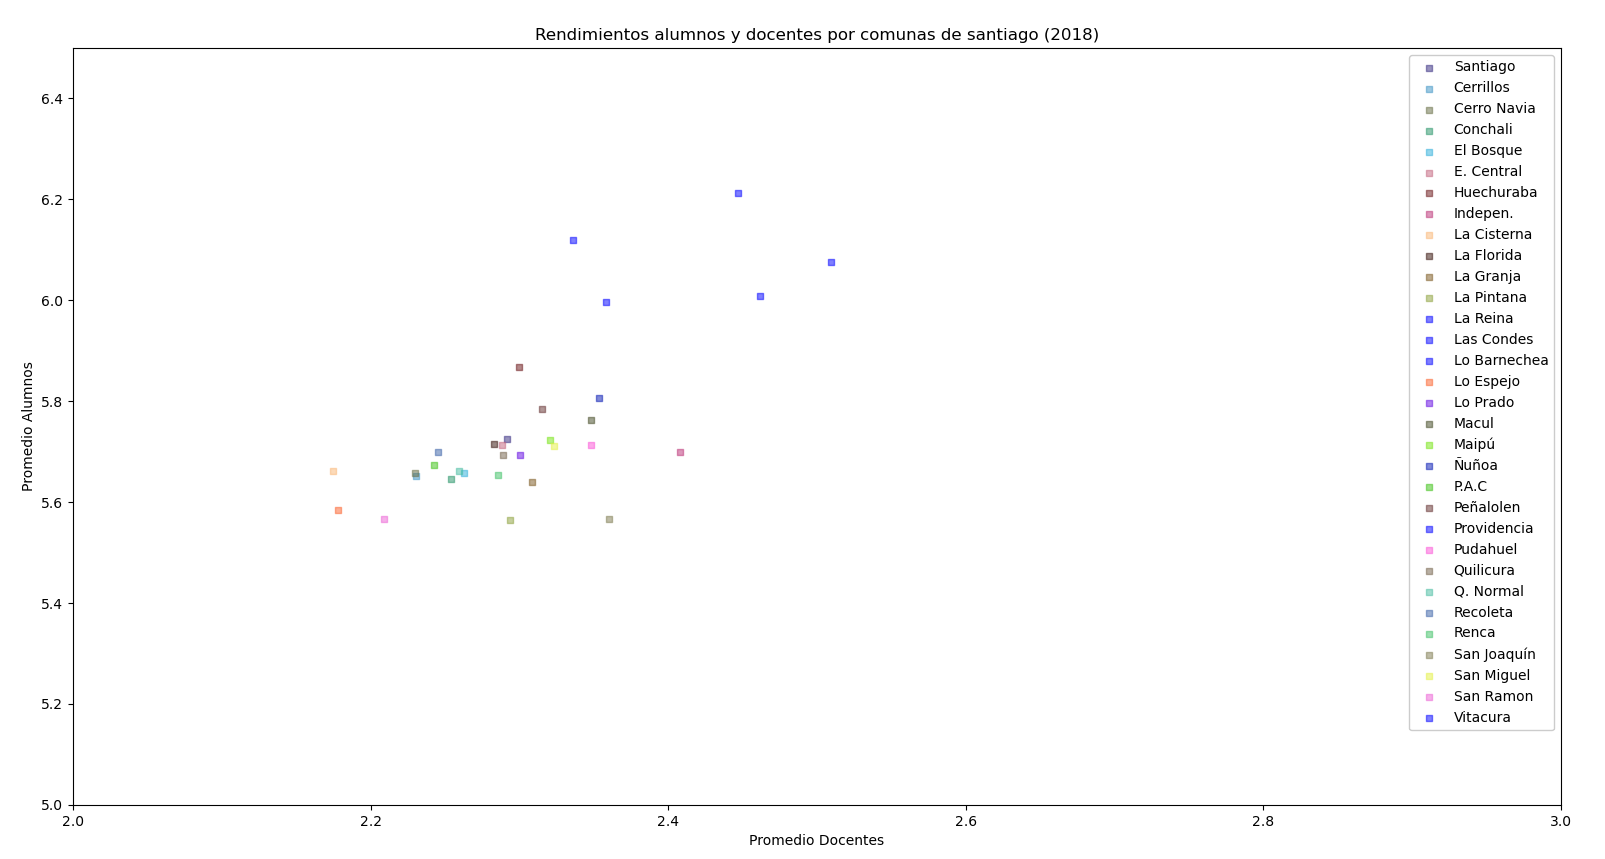 Rendimientos alumnos y docentes por comunas de santiago (2018)
Promedio Alumnos
6.4
6.2
6.0
5.8
5.6
5.4
5.2
5.0
2.0
2.2
2.4
2.6
2.8
3.0
Promedio Docentes
Santiago
Cerrillos
Cerro Navia
Conchali
El Bosque
E. Central
Huechuraba
Indepen.
La Cisterna
La Florida
La Granja
La Pintana
La Reina
Las Condes
Lo Barnechea
Lo Espejo
Lo Prado
Macul
Maipú
Ñuñoa
P.A.C
Peñalolen
Providencia
Pudahuel
Quilicura
Q. Normal
Recoleta
Renca
San Joaquín
San Miguel
San Ramon
Vitacura